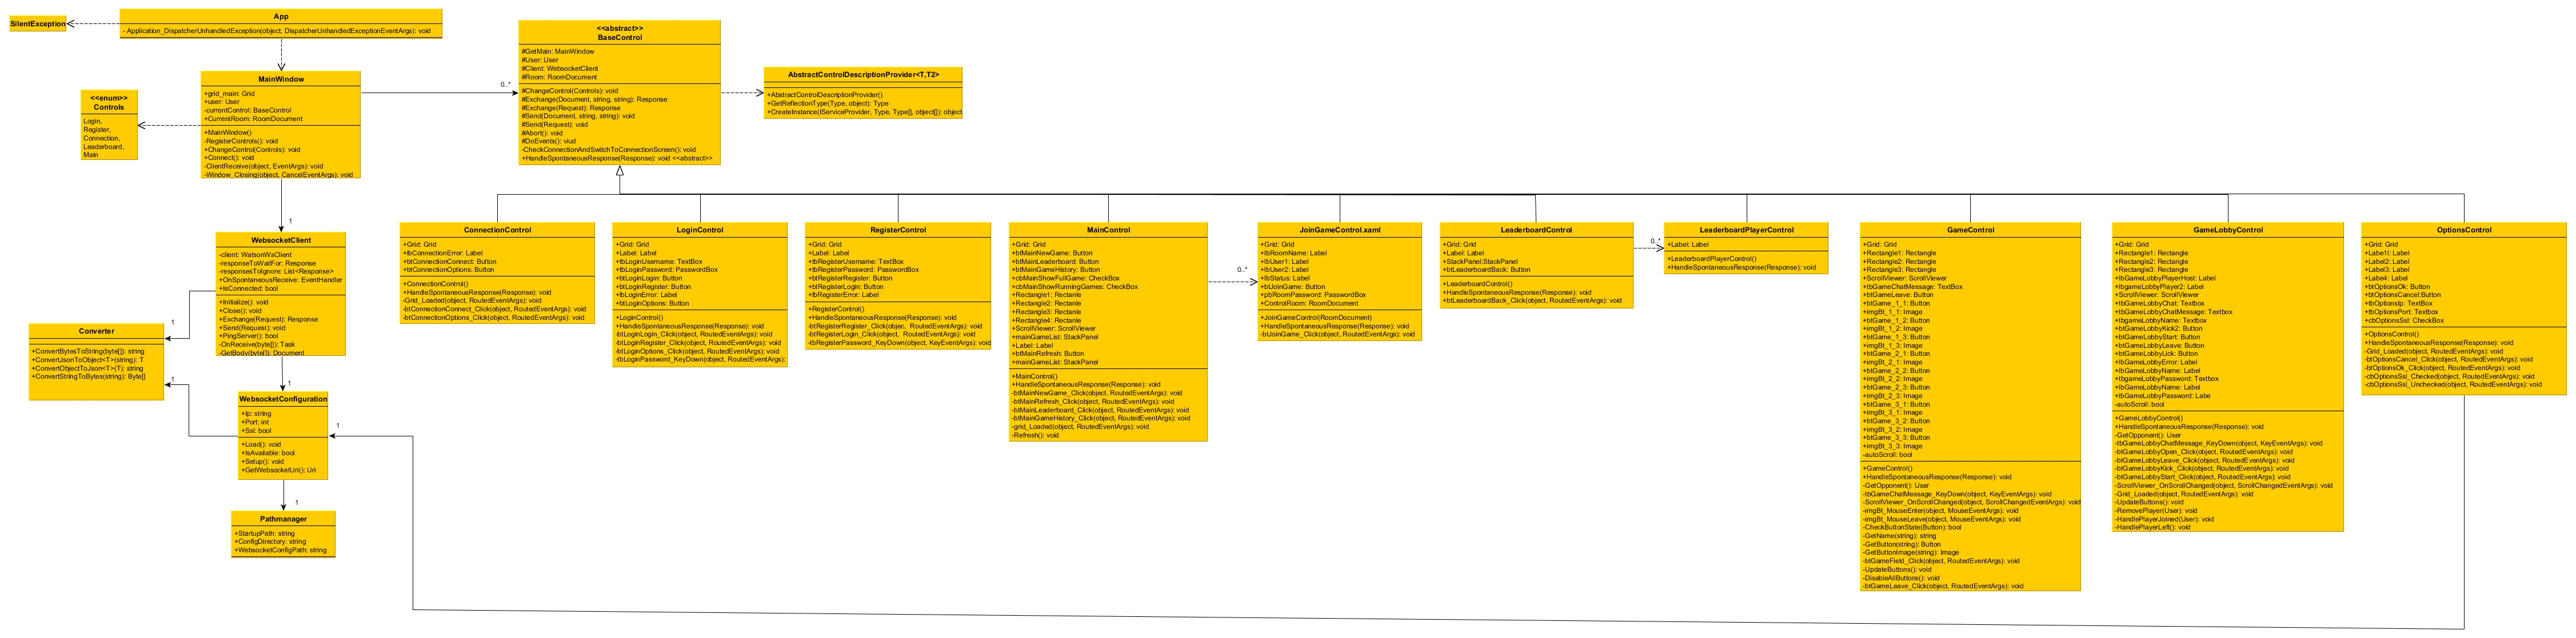 SilentException
App
- Application_DispatcherUnhandledException(object, DispatcherUnhandledExceptionEventArgs): void
MainWindow
+grid_main: Grid
+user: User
-currentControl: BaseControl
+CurrentRoom: RoomDocument
+MainWindow()
-RegisterControls(): void
+ChangeControl(Controls): void
+Connect(): void
-ClientReceive(object, EventArgs): void
-Window_Closing(object, CancelEventArgs): void
<<enum>>
Controls
Login,
Register,
Connection,
Leaderboard,
Main
0..*
<<abstract>>
BaseControl
#GetMain: MainWindow
#User: User
#Client: WebsocketClient
#Room: RoomDocument
#ChangeControl(Controls): void
#Exchange(Document, string, string): Response
#Exchange(Request): Response
#Send(Document, string, string): void
#Send(Request): void
#Abort(): void
#DoEvents(): viud
-CheckConnectionAndSwitchToConnectionScreen(): void
+HandleSpontaneousResponse(Response): void <<abstract>>
AbstractControlDescriptionProvider<T,T2>
+AbstractControlDescriptionProvider()
+GetReflectionType(Type, object): Type
+CreateInstance(IServiceProvider, Type, Type[], object[]): object
1
WebsocketClient
-client: WatsonWsClient
-responseToWaitFor: Response
-responsesToIgnore: List<Response>
+OnSpontaneousReceive: EventHandler
+IsConnected: bool
+Initialize(): void
+Close(): void
+Exchange(Request): Response
+Send(Request): void
+PingServer(): bool
-OnReceive(byte[]): Task
-GetBody(byte[]): Document
1
Converter
+ConvertBytesToString(byte[]): string
+ConvertJsonToObject<T>(string): T
+ConvertObjectToJson<T>(T): string
+ConvertStringToBytes(string): Byte[]
1
1
WebsocketConfiguration
+Ip: string
+Port: int
+Ssl: bool
+Load(): void
+IsAvailable: bool
+Setup(): void
+GetWebsocketUri(): Uri
1
1
Pathmanager
+StartupPath: string
+ConfigDirectory: string
+WebsocketConfigPath: string
ConnectionControl
+Grid: Grid
+lbConnectionError: Label
+btConnectionConnect: Button
+btConnectionOptions: Button
+ConnectionControl()
+HandleSpontaneousResponse(Response): void
-Grid_Loaded(object, RoutedEventArgs): void
-btConnectionConnect_Click(object, RoutedEventArgs): void
-btConnectionOptions_Click(object, RoutedEventArgs): void
LoginControl
+Grid: Grid
+Label: Label
+tbLoginUsername: TextBox
+tbLoginPassword: PasswordBox
+btLoginLogin: Button
+btLoginRegister: Button
+lbLoginError: Label
+btLoginOptions: Button
+LoginControl()
+HandleSpontaneousResponse(Response): void
-btLoginLogin_Click(object, RoutedEventArgs): void
-btLoginRegister_Click(object, RoutedEventArgs): void
-btLoginOptions_Click(object, RoutedEventArgs): void
-tbLoginPassword_KeyDown(object, RoutedEventArgs):
RegisterControl
+Grid: Grid
+Label: Label
+tbRegisterUsername: TextBox
+tbRegisterPassword: PasswordBox
+btRegisterRegister: Button
+btRegisterLogin: Button
+lbRegisterError: Label
+RegisterControl()
+HandleSpontaneousResponse(Response): void
-btRegisterRegister_Click(objec, RoutedEventArgs): void
-btRegisterLogin_Click(object, RoutedEventArgs): void
-tbRegisterPassword_KeyDown(object, KeyEventArgs): void
MainControl
+Grid: Grid
+btMainNewGame: Button
+btMainLeaderboard: Button
+btMainGameHistory: Button
+cbMainShowFullGame: CheckBox
+cbMainShowRunningGames: CheckBox
+Rectangle1: Rectanle
+Rectangle2: Rectanle
+Rectangle3: Rectanle
+Rectangle4: Rectangle
+ScrollViewer: ScrollViewer
+mainGameList: StackPanel
+Label: Label
+btMainRefresh: Button
+mainGameList: StackPanel
+MainControl()
+HandleSpontaneousResponse(Response): void
-btMainNewGame_Click(object, RoutedEventArgs): void
-btMainRefresh_Click(object, RoutedEventArgs): void
-btMainLeaderboard_Click(object, RoutedEventArgs): void
-btMainGameHistory_Click(object, RoutedEventArgs): void
-grid_Loaded(object, RoutedEventArgs): void
-Refresh(): void
0..*
JoinGameControl.xaml
+Grid: Grid
+lbRoomName: Label
+lbUser1: Label
+lbUser2: Label
+lbStatus: Label
+bUoinGame: Button
+pbRoomPassword: PasswordBox
+ControlRoom: RoomDocument
+JoinGameControl(RoomDocument)
+HandleSpontaneousResponse(Response): void
-btJoinGame_Click(object, RoutedEventArgs): void
LeaderboardControl
+Grid: Grid
+Label: Label
+StackPanel:StackPanel
+btLeaderboardBack: Button
+LeaderboardControl()
+HandleSpontaneousResponse(Response): void
+btLeaderboardBack_Click(object, RoutedEventArgs): void
0..*
LeaderboardPlayerControl
+Label: Label
+LeaderboardPlayerControl()
+HandleSpontaneousResponse(Response): void
GameControl
+Grid: Grid
+Rectangle1: Rectangle
+Rectangle2: Rectangle
+Rectangle3: Rectangle
+ScrollViewer: ScrollViewer
+tbGameChatMessage: TextBox
+btGameLeave: Button
+btGame_1_1: Button
+imgBt_1_1: Image
+btGame_1_2: Button
+imgBt_1_2: Image
+btGame_1_3: Button
+imgBt_1_3: Image
+btGame_2_1: Button
+imgBt_2_1: Image
+btGame_2_2: Button
+imgBt_2_2: Image
+btGame_2_3: Button
+imgBt_2_3: Image
+btGame_3_1: Button
+imgBt_3_1: Image
+btGame_3_2: Button
+imgBt_3_2: Image
+btGame_3_3: Button
+imgBt_3_3: Image
-autoScroll: bool
+GameControl()
+HandleSpontaneousResponse(Response): void
-GetOpponent(): User
-tbGameChatMessage_KeyDown(object, KeyEventArgs): void
-ScrollViewer_OnScrollChanged(object, ScrollChangedEventArgs): void
-imgBt_MouseEnter(object, MouseEventArgs): void
-imgBt_MouseLeave(object, MouseEventArgs): void
-CheckButtonState(Button): bool
-GetName(string): string
-GetButton(string): Button
-GetButtonImage(string): Image
-btGameField_Click(object, RoutedEventArgs): void
-UpdateButtons(): void
-DisableAllButtons(): void
-btGameLeave_Click(object, RoutedEventArgs): void
GameLobbyControl
+Grid: Grid
+Rectangle1: Rectangle
+Rectangle2: Rectangle
+Rectangle3: Rectangle
+lbGameLobbyPlayerHost: Label
+lbgameLobbyPlayer2: Label
+ScrollViewer: ScrollViewer
+tbGameLobbyChat: Textbox
+tbGameLobbyChatMessage: Textbox
+tbgameLobbyName: Textbox
+btGameLobbyKick2: Button
+btGameLobbyStart: Button
+btGameLobbyLeave: Button
+btGameLobbyLick: Button
+lbGameLobbyError: Label
+lbGameLobbyName: Label
+tbgameLobbyPassword: Textbox
+lbGameLobbyName: Label
+lbGameLobbyPassword: Labe
-autoScroll: bool
+GameLobbyControl()
+HandleSpontaneousResponse(Response): void
-GetOpponent(): User
-tbGameLobbyChatMessage_KeyDown(object, KeyEventArgs): void
-btGameLobbyOpen_Click(object, RoutedEventArgs): void
-btGameLobbyLeave_Click(object, RoutedEventArgs): void
-btGameLobbyKick_Click(object, RoutedEventArgs): void
-btGameLobbyStart_Click(object, RoutedEventArgs): void
-ScrollViewer_OnScrollChanged(object, ScrollChangedEventArgs): void
-Grid_Loaded(object, RoutedEventArgs): void
-UpdateButtons(): void
-RemovePlayer(User): void
-HandlePlayerJoined(User): void
-HandlePlayerLeft(): void
OptionsControl
+Grid: Grid
+Label1l: Label
+Label2: Label
+Label3: Label
+Labe4: Label
+btOptionsOk: Button
+btOptionsCancel:Button
+tbOptionsIp: Textbox
+tbOptionsPort: Textbox
+cbOptionsSsl: CheckBox
+OptionsControl()
+HandleSpontaneousResponse(Response): void
-Grid_Loaded(object, RoutedEventArgs): void
-btOptionsCancel_Click(object, RoutedEventArgs): void
-btOptionsOk_Click(object, RoutedEventArgs): void
-cbOptionsSsl_Checked(object, RoutedEventArgs): void
-cbOptionsSsl_Unchecked(object, RoutedEventArgs): void